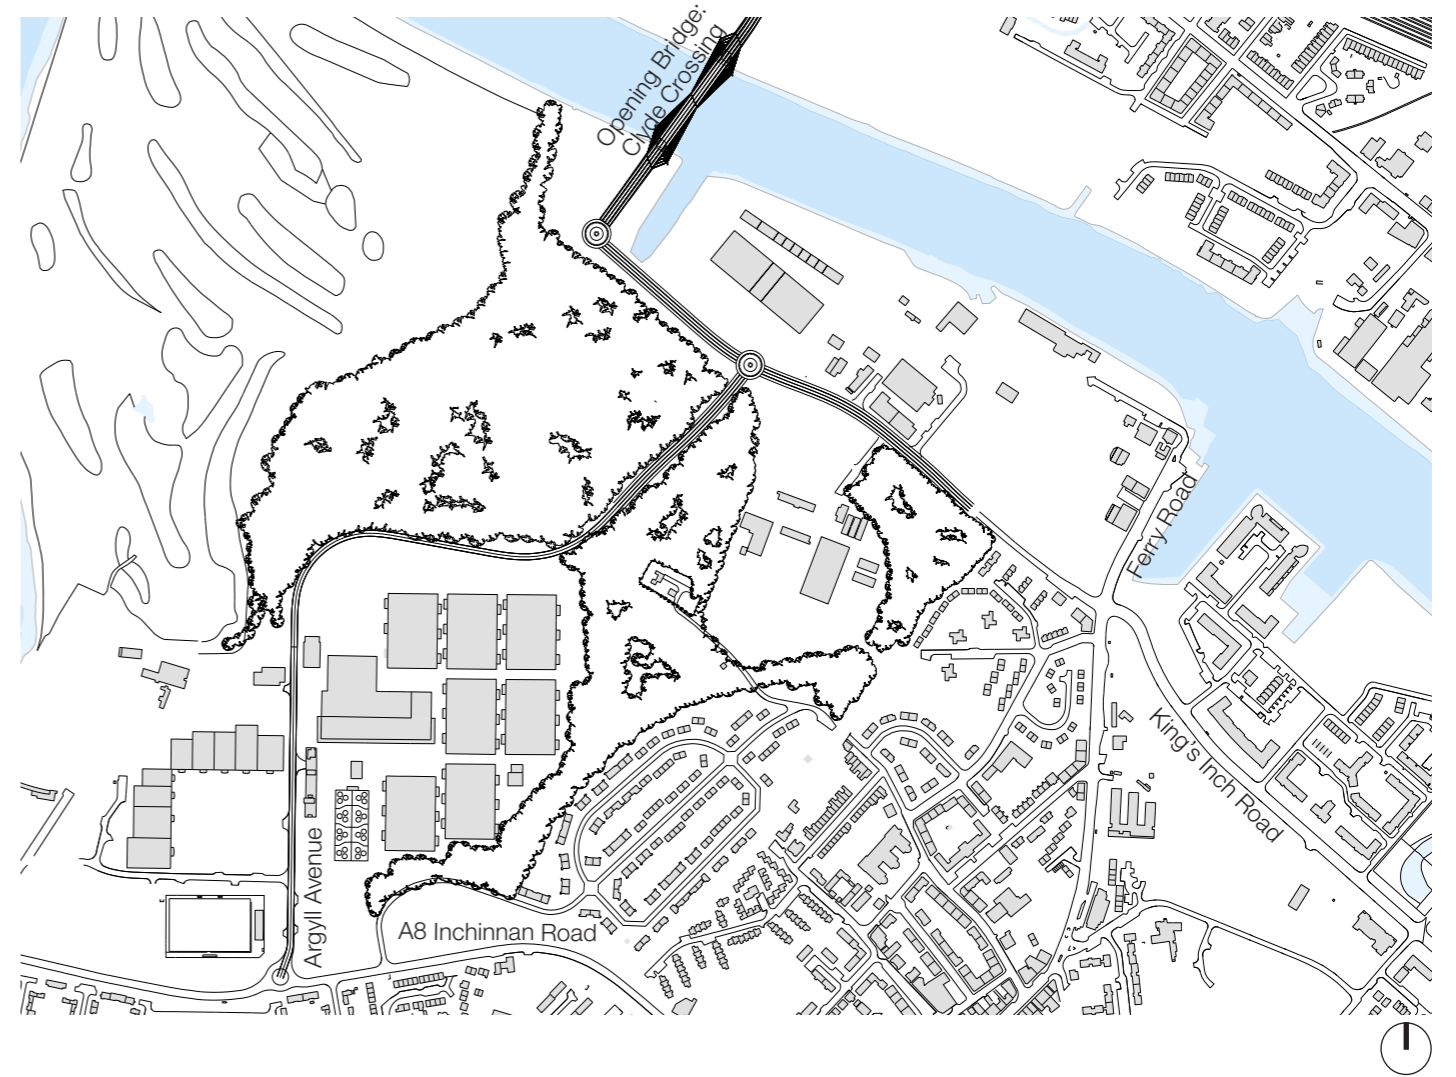 Opening Bridge:
Clyde Crossing
Ferry Road
King's Inch Road
Argyll Avenue
A8 Inchinnan Road